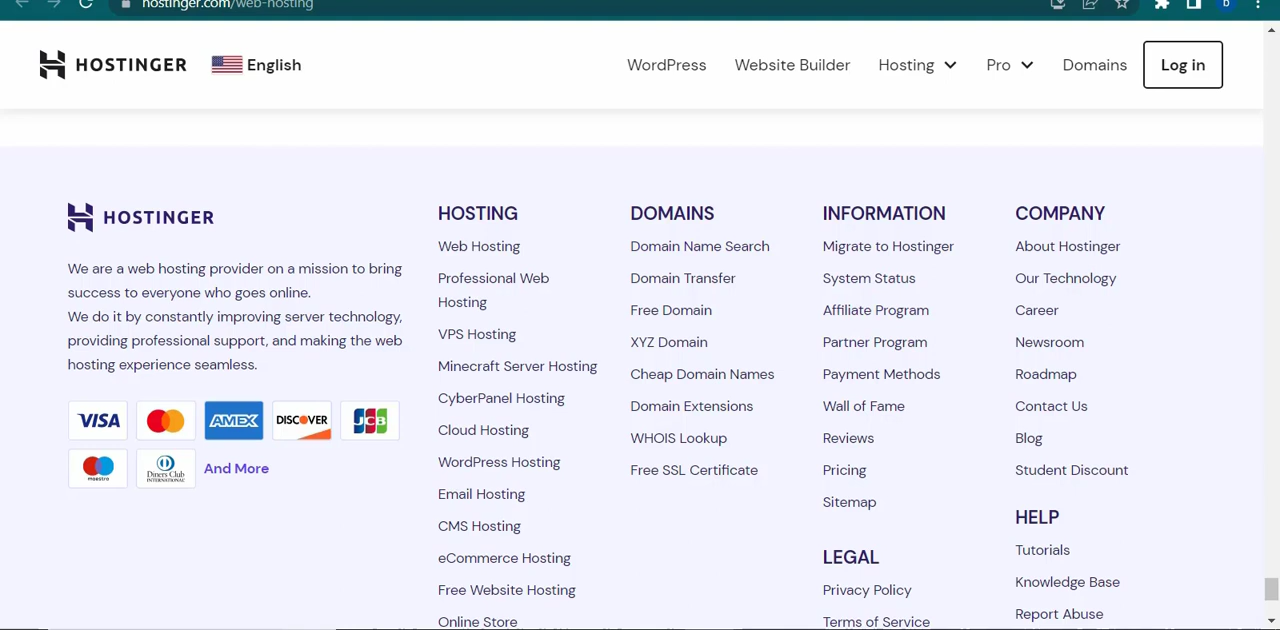 hostinger.com/web-hosting
b
HOSTINGER
English
WordPress
Website Builder
Hosting
Pro
Domains
Log in
HOSTINGER
We are a web hosting provider on a mission to bring
success to everyone who goes online.
We do it by constantly improving server technology,
providing professional support, and making the web
hosting experience seamless.
VISA
AMEX
DISCOVER
JCB
maestro
Diners Club
INTERNATIONAL
And More
HOSTING
Web Hosting
Professional Web
Hosting
VPS Hosting
Minecraft Server Hosting
CyberPanel Hosting
Cloud Hosting
WordPress Hosting
Email Hosting
CMS Hosting
eCommerce Hosting
Free Website Hosting
Online Store
DOMAINS
Domain Name Search
Domain Transfer
Free Domain
XYZ Domain
Cheap Domain Names
Domain Extensions
WHOIS Lookup
Free SSL Certificate
INFORMATION
Migrate to Hostinger
System Status
Affiliate Program
Partner Program
Payment Methods
Wall of Fame
Reviews
Pricing
Sitemap
LEGAL
Privacy Policy
Terms of Service
COMPANY
About Hostinger
Our Technology
Career
Newsroom
Roadmap
Contact Us
Blog
Student Discount
HELP
Tutorials
Knowledge Base
Report Abuse